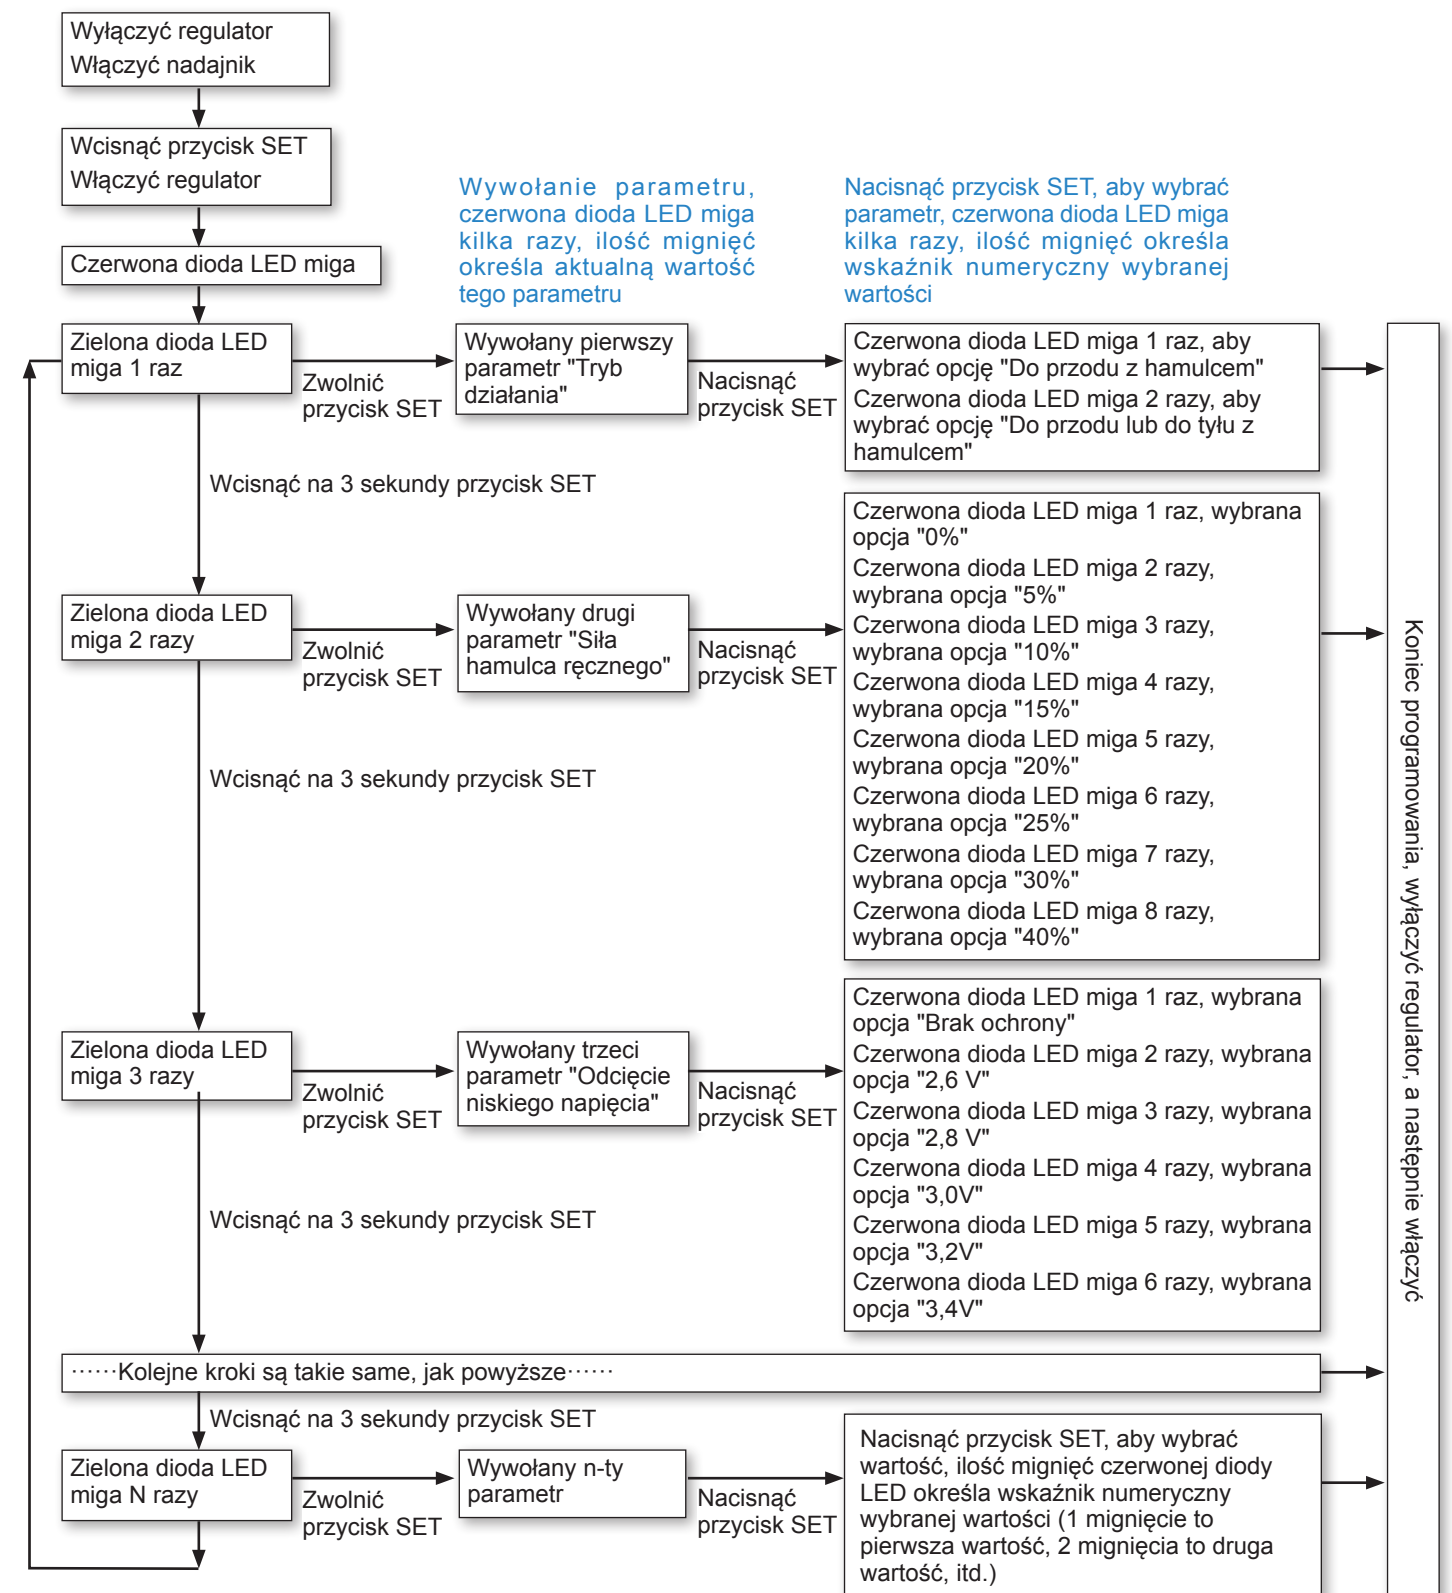 Wyłączyć regulator
Włączyć nadajnik
Wcisnąć przycisk SET
Włączyć regulator
Czerwona dioda LED miga
Wywołanie parametru,
czerwona dioda LED miga
kilka razy, ilość mignięć
określa aktualną wartość
tego parametru
Nacisnąć przycisk SET, aby wybrać
parametr, czerwona dioda LED miga
kilka razy, ilość mignięć określa
wskaźnik numeryczny wybranej
wartości
Zielona dioda LED
miga 1 raz
Zwolnić
przycisk SET
Wywołany pierwszy
parametr "Tryb
działania"
Nacisnąć
przycisk SET
Czerwona dioda LED miga 1 raz, aby
wybrać opcję "Do przodu z hamulcem"
Czerwona dioda LED miga 2 razy, aby
wybrać opcję "Do przodu lub do tyłu z
hamulcem"
Wcisnąć na 3 sekundy przycisk SET
Zielona dioda LED
miga 2 razy
Zwolnić
przycisk SET
Wywołany drugi
parametr "Siła
hamulca ręcznego"
Nacisnąć
przycisk SET
Czerwona dioda LED miga 1 raz, wybrana
opcja "0%"
Czerwona dioda LED miga 2 razy,
wybrana opcja "5%"
Czerwona dioda LED miga 3 razy,
wybrana opcja "10%"
Czerwona dioda LED miga 4 razy,
wybrana opcja "15%"
Czerwona dioda LED miga 5 razy,
wybrana opcja "20%"
Czerwona dioda LED miga 6 razy,
wybrana opcja "25%"
Czerwona dioda LED miga 7 razy,
wybrana opcja "30%"
Czerwona dioda LED miga 8 razy,
wybrana opcja "40%"
Wcisnąć na 3 sekundy przycisk SET
Zielona dioda LED
miga 3 razy
Zwolnić
przycisk SET
Wywołany trzeci
parametr "Odcięcie
niskiego napięcia"
Nacisnąć
przycisk SET
Czerwona dioda LED miga 1 raz, wybrana
opcja "Brak ochrony"
Czerwona dioda LED miga 2 razy, wybrana
opcja "2,6 V"
Czerwona dioda LED miga 3 razy, wybrana
opcja "2,8 V"
Czerwona dioda LED miga 4 razy, wybrana
opcja "3,0V"
Czerwona dioda LED miga 5 razy, wybrana
opcja "3,2V"
Czerwona dioda LED miga 6 razy, wybrana
opcja "3,4V"
Wcisnąć na 3 sekundy przycisk SET
······Kolejne kroki są takie same, jak powyższe······
Wcisnąć na 3 sekundy przycisk SET
Zielona dioda LED
miga N razy
Zwolnić
przycisk SET
Wywołany n-ty
parametr
Nacisnąć
przycisk SET
Nacisnąć przycisk SET, aby wybrać
wartość, ilość mignięć czerwonej diody
LED określa wskaźnik numeryczny
wybranej wartości (1 mignięcie to
pierwsza wartość, 2 mignięcia to druga
wartość, itd.)
Koniec programowania, wyłączyć regulator, a następnie włączyć